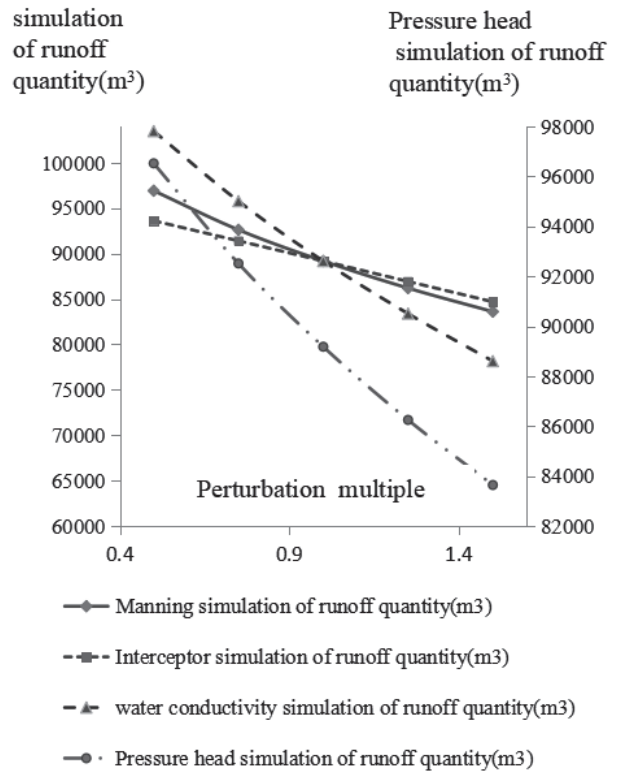 simulation
of runoff
quantity(m³)
Pressure head
simulation of runoff
quantity(m³)
100000
95000
90000
85000
80000
75000
70000
65000
60000
98000
96000
94000
92000
90000
88000
86000
84000
82000
Perturbation multiple
0.4
0.9
1.4
Manning simulation of runoff quantity(m3)
Interceptor simulation of runoff quantity(m3)
water conductivity simulation of runoff quantity(m3)
Pressure head simulation of runoff quantity(m3)